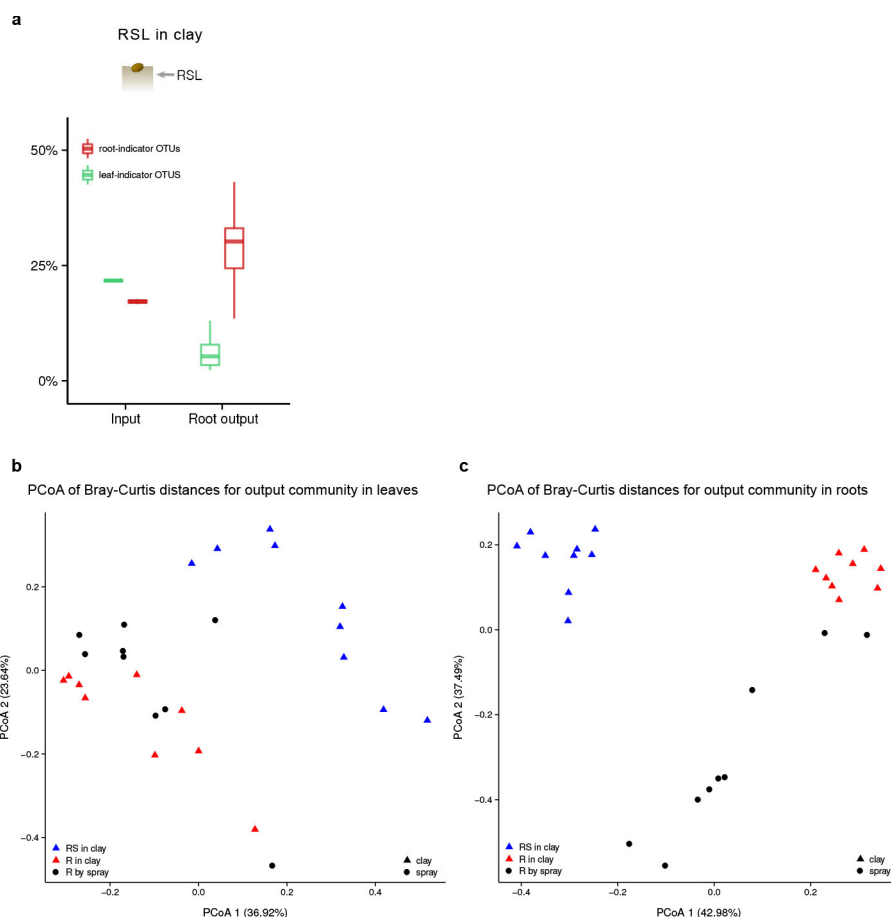 a
RSL in clay
RSL
50%
root-indicator OTUs
leaf-indicator OTUS
25%
0%
Input Root output
b
PCoA of Bray-Curtis distances for output community in leaves
0.2
0.0
−0.2
−0.4
PCoA 2 (23.64%)
RS in clay
R in clay
R by spray
clay
spray
−0.2 0.0 0.2 0.4
PCoA 1 (36.92%)
c
PCoA of Bray-Curtis distances for output community in roots
0.2
0.0
−0.2
−0.4
PCoA 2 (37.49%)
RS in clay
R in clay
R by spray
clay
spray
−0.4 −0.2 0.0 0.2
PCoA 1 (42.98%)